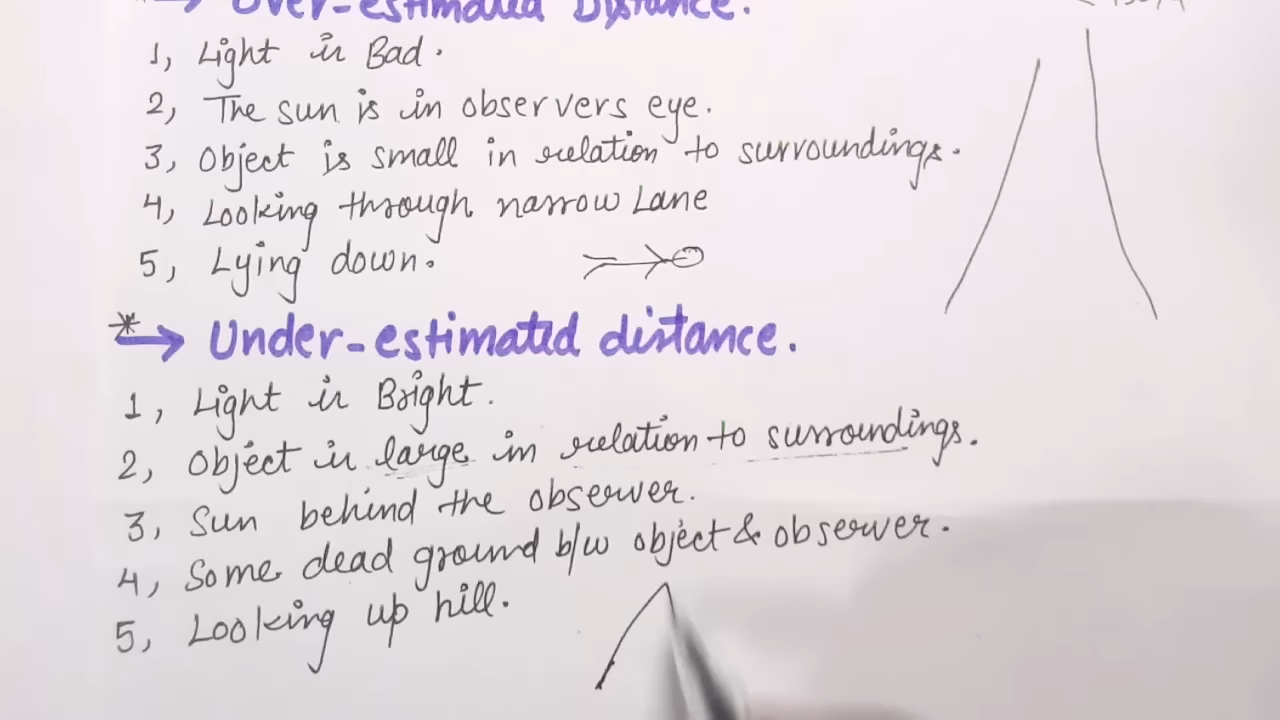 * → Over-estimated Distance.
1, Light is Bad.
2, The sun is in observers eye.
3, Object is small in relation to surroundings.
4, Looking through narrow Lane
5, Lying down.
* → Under-estimated distance.
1, Light is Bright.
2, Object is large in relation to surroundings.
3, Sun behind the observer.
4, Some dead ground b/w object & observer.
5, Looking up hill.